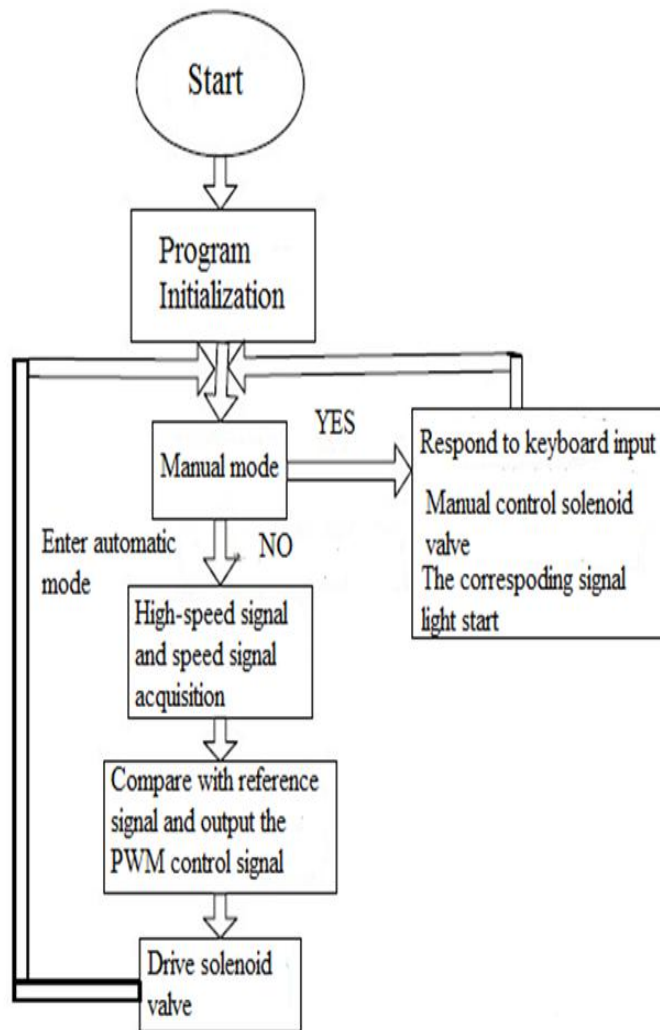 Start
Program
Initialization
YES
Manual mode
Respond to keyboard input
Manual control solenoid
valve
The correspoding signal
light start
Enter automatic
mode
NO
High-speed signal
and speed signal
acquisition
Compare with reference
signal and output the
PWM control signal
Drive solenoid
valve